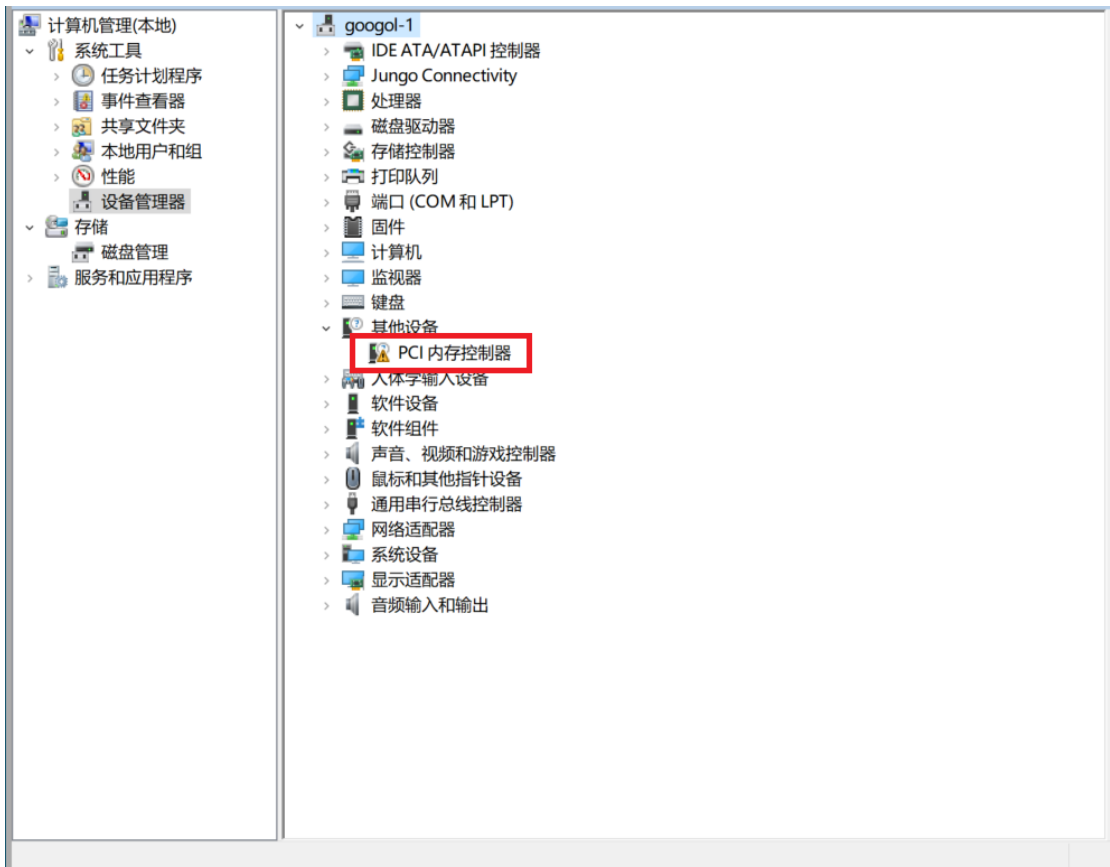 计算机管理(本地)
系统工具
任务计划程序
事件查看器
共享文件夹
本地用户和组
性能
设备管理器
存储
磁盘管理
服务和应用程序
googol-1
IDE ATA/ATAPI 控制器
Jungo Connectivity
处理器
磁盘驱动器
存储控制器
打印队列
端口 (COM 和 LPT)
固件
计算机
监视器
键盘
其他设备
PCI 内存控制器
人体学输入设备
软件设备
软件组件
声音、视频和游戏控制器
鼠标和其他指针设备
通用串行总线控制器
网络适配器
系统设备
显示适配器
音频输入和输出